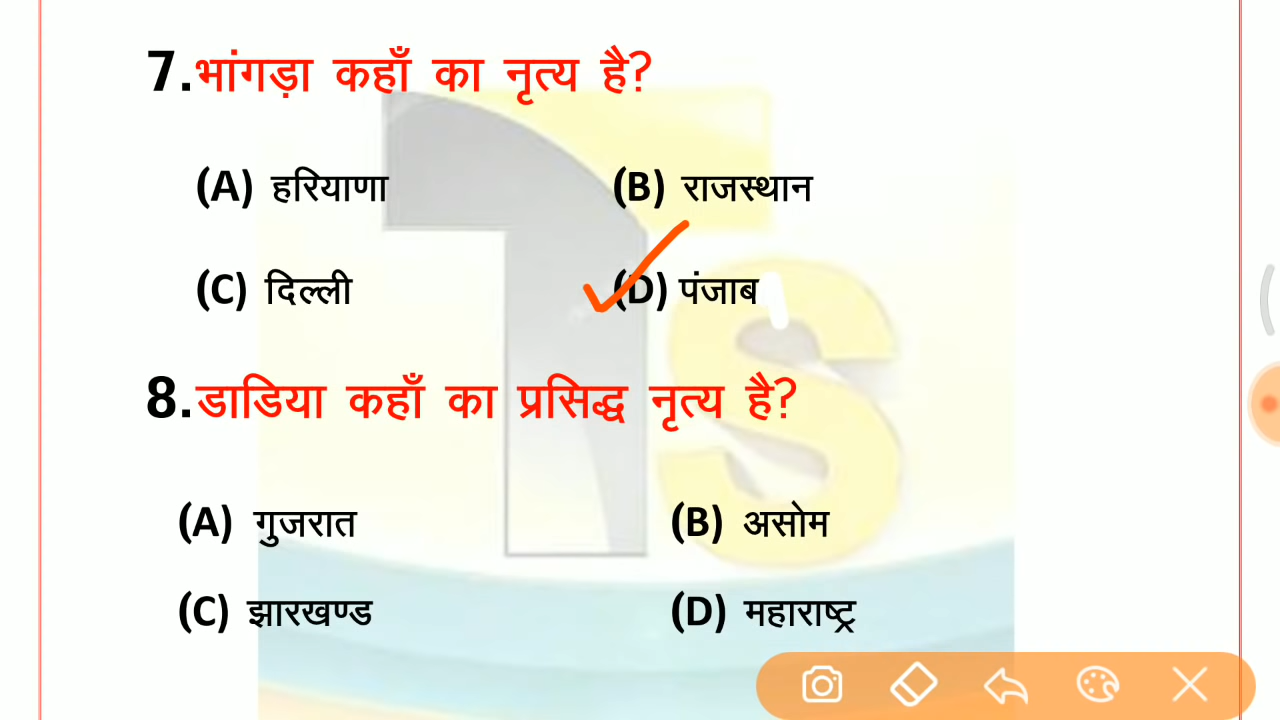 7.भांगड़ा कहाँ का नृत्य है?
(A) हरियाणा (B) राजस्थान
(C) दिल्ली (D) पंजाब
8.डाडिया कहाँ का प्रसिद्ध नृत्य है?
(A) गुजरात (B) असोम
(C) झारखण्ड (D) महाराष्ट्र